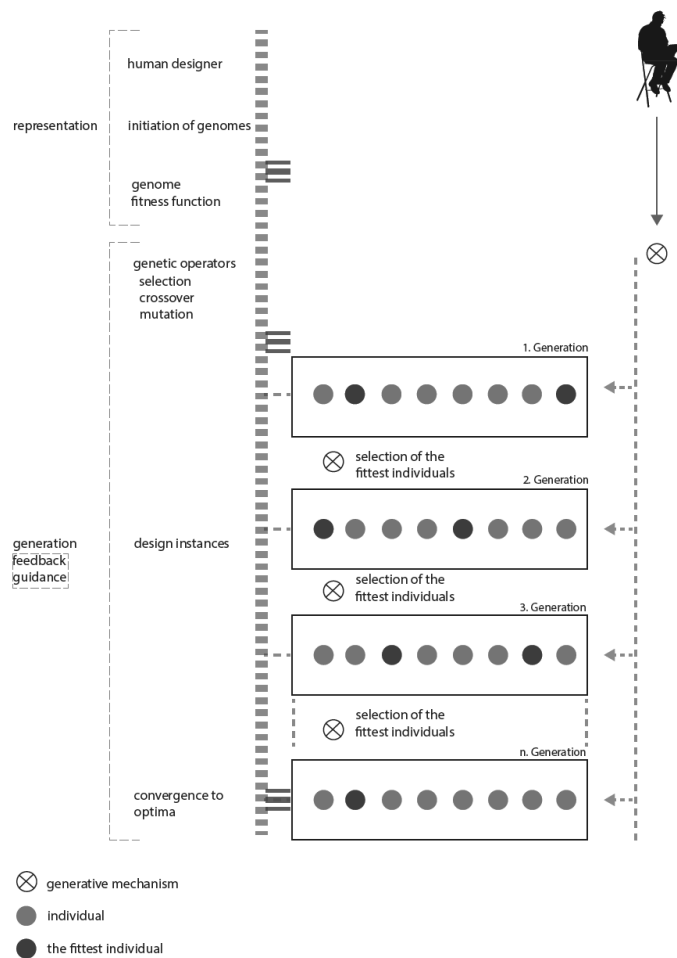 human designer
representation
initiation of genomes
genome
fitness function
genetic operators
selection
crossover
mutation
1. Generation
selection of the
fittest individuals
2. Generation
generation
feedback
guidance
design instances
selection of the
fittest individuals
3. Generation
selection of the
fittest individuals
n. Generation
convergence to
optima
generative mechanism
individual
the fittest individual